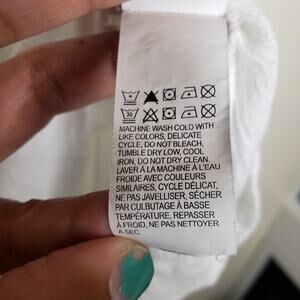 30
MACHINE WASH COLD WITH
LIKE COLORS, DELICATE
CYCLE, DO NOT BLEACH,
TUMBLE DRY LOW, COOL
IRON, DO NOT DRY CLEAN.
LAVER À LA MACHINE À L'EAU
FROIDE AVEC COULEURS
SIMILAIRES, CYCLE DÉLICAT,
NE PAS JAVELLISER, SÉCHER
PAR CULBUTAGE À BASSE
TEMPÉRATURE, REPASSER
À FROID, NE PAS NETTOYER
À SEC.